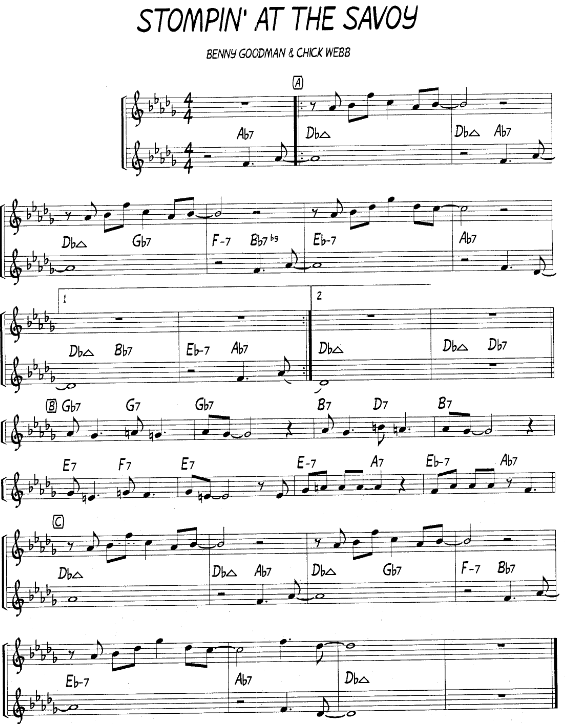 STOMPIN' AT THE SAVOY
BENNY GOODMAN & CHICK WEBB
A
Ab7 Db△ Db△ Ab7
Db△ Gb7 F-7 Bb7b9 Eb-7 Ab7
1 2
Db△ Bb7 Eb-7 Ab7 Db△ Db△ Db7
B Gb7 G7 Gb7 B7 D7 B7
E7 F7 E7 E-7 A7 Eb-7 Ab7
C
Db△ Db△ Ab7 Db△ Gb7 F-7 Bb7
Eb-7 Ab7 Db△